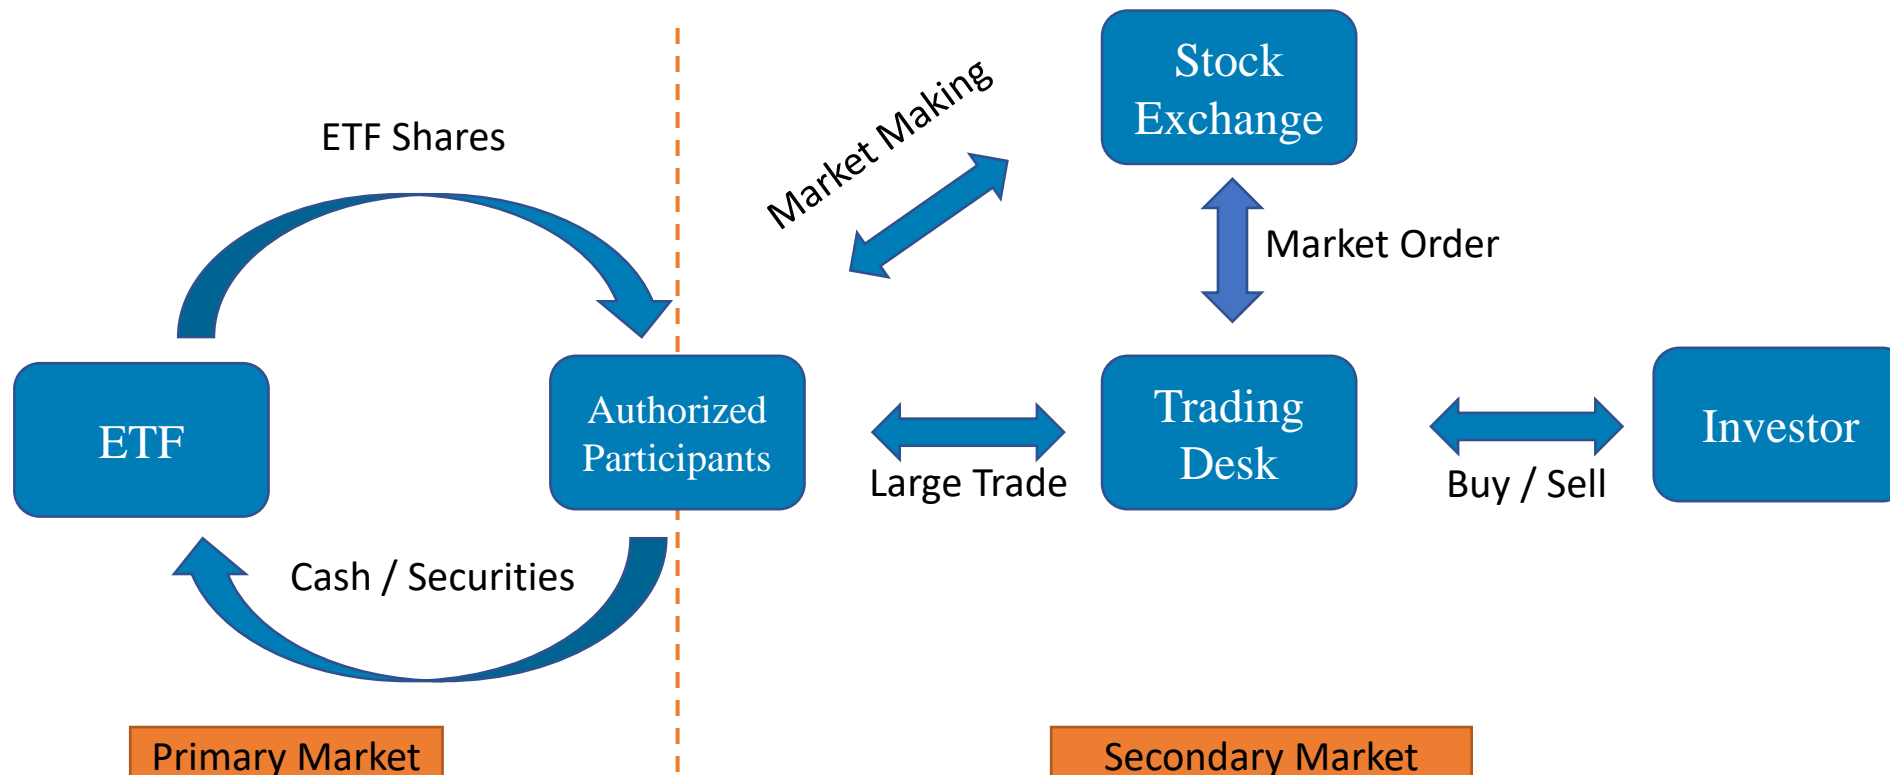 Stock
Exchange
ETF Shares
Market Making
Market Order
ETF
Authorized
Participants
Large Trade
Trading
Desk
Buy / Sell
Investor
Cash / Securities
Primary Market
Secondary Market